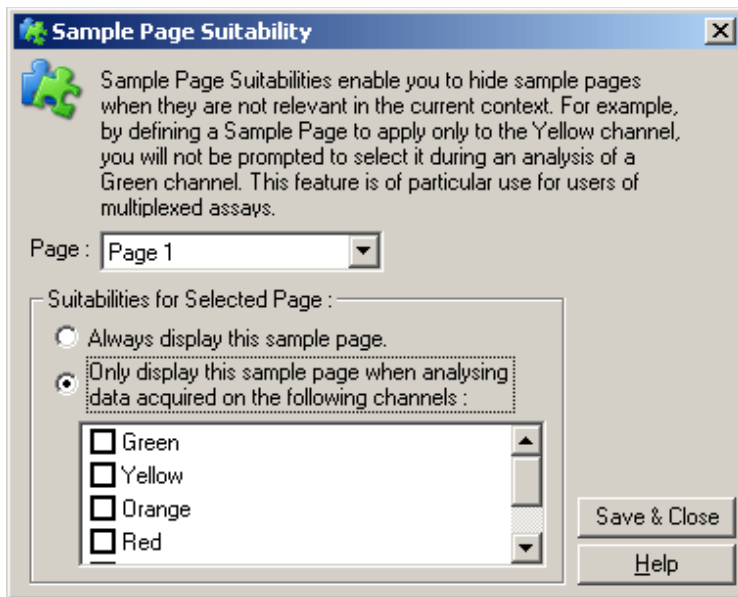 Sample Page Suitability
Sample Page Suitabilities enable you to hide sample pages
when they are not relevant in the current context. For example,
by defining a Sample Page to apply only to the Yellow channel,
you will not be prompted to select it during an analysis of a
Green channel. This feature is of particular use for users of
multiplexed assays.
Page : Page 1
Suitabilities for Selected Page :
Always display this sample page.
Only display this sample page when analysing
data acquired on the following channels :
Green
Yellow
Orange
Red
Save & Close
Help